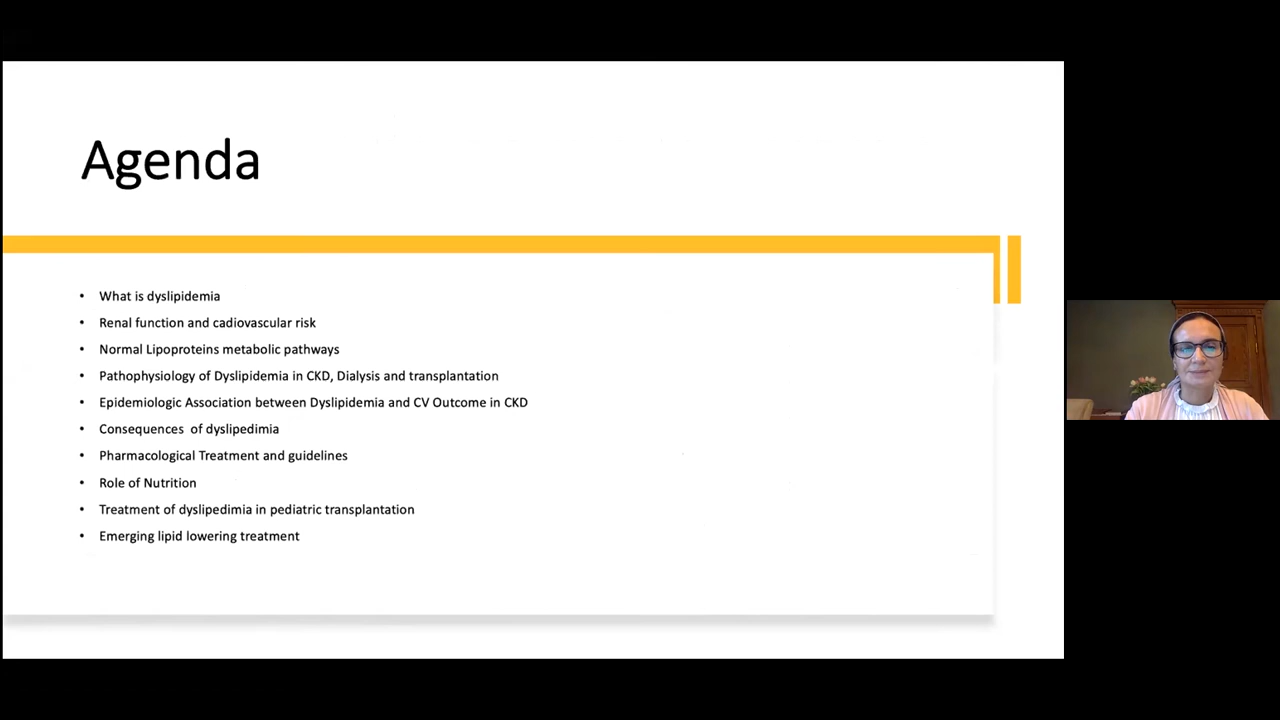 Agenda
• What is dyslipidemia
• Renal function and cadiovascular risk
• Normal Lipoproteins metabolic pathways
• Pathophysiology of Dyslipidemia in CKD, Dialysis and transplantation
• Epidemiologic Association between Dyslipidemia and CV Outcome in CKD
• Consequences of dyslipedimia
• Pharmacological Treatment and guidelines
• Role of Nutrition
• Treatment of dyslipedimia in pediatric transplantation
• Emerging lipid lowering treatment